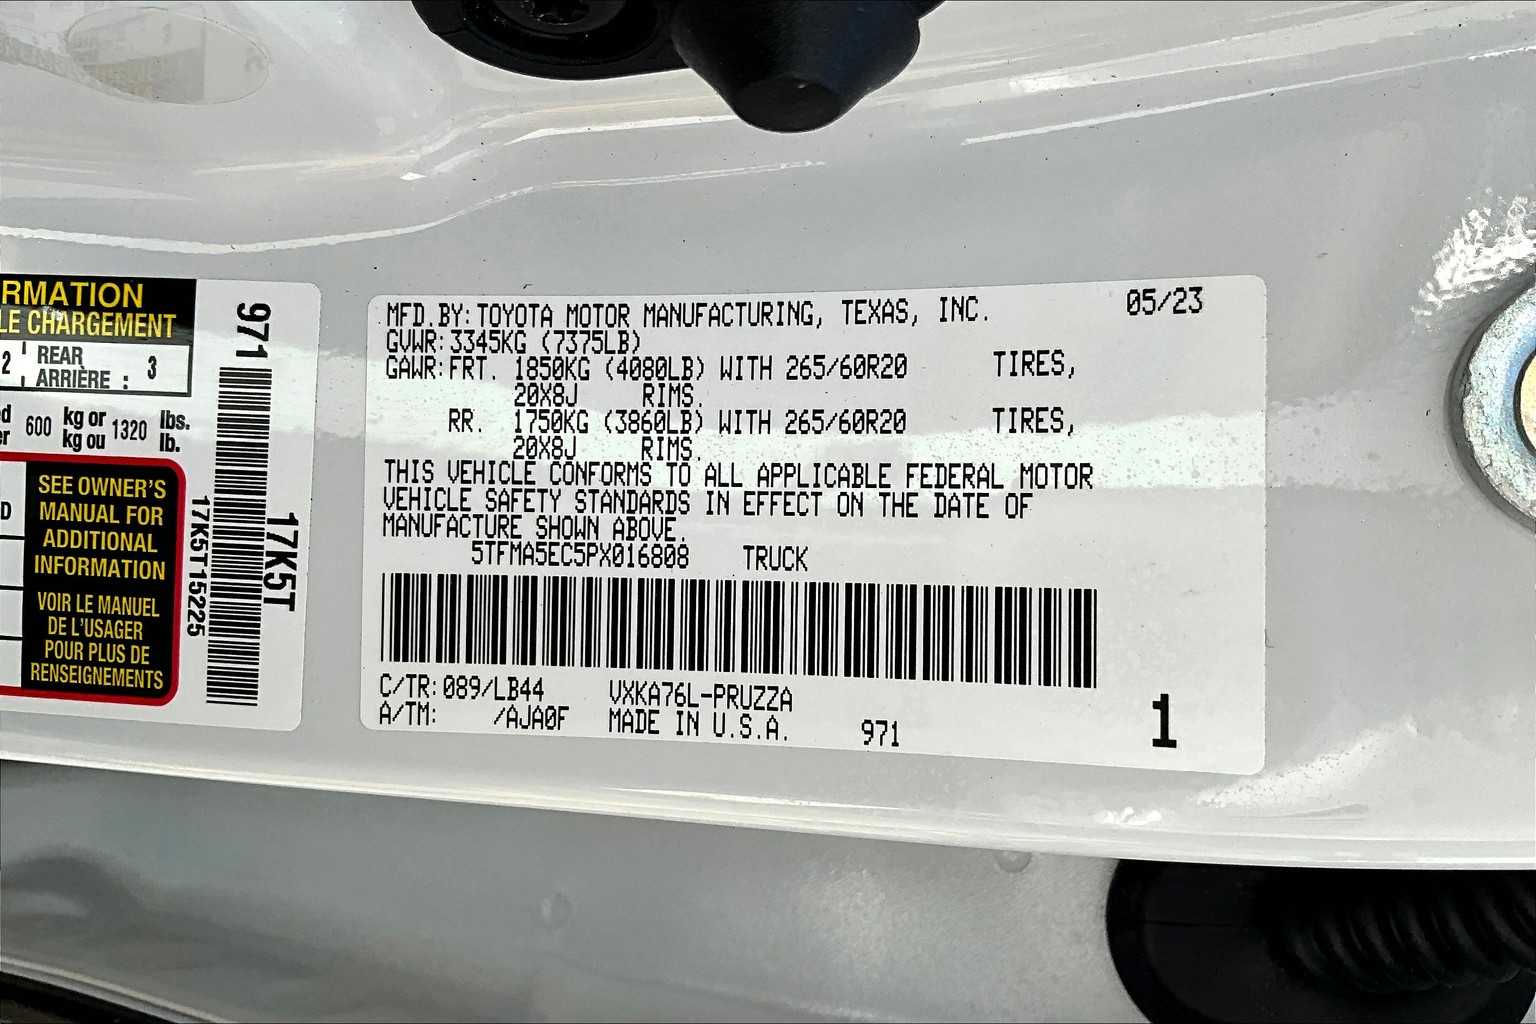 RMATION
LE CHARGEMENT
2 REAR ARRIÈRE : 3
600 kg or kg ou 1320 lbs. lb.
D
SEE OWNER'S
MANUAL FOR
ADDITIONAL
INFORMATION
VOIR LE MANUEL
DE L'USAGER
POUR PLUS DE
RENSEIGNEMENTS
971
17K5T15225
17K5T
MFD.BY:TOYOTA MOTOR MANUFACTURING, TEXAS, INC. 05/23
GVWR:3345KG (7375LB)
GAWR:FRT. 1850KG (4080LB) WITH 265/60R20 TIRES,
20X8J RIMS.
RR. 1750KG (3860LB) WITH 265/60R20 TIRES,
20X8J RIMS.
THIS VEHICLE CONFORMS TO ALL APPLICABLE FEDERAL MOTOR
VEHICLE SAFETY STANDARDS IN EFFECT ON THE DATE OF
MANUFACTURE SHOWN ABOVE.
5TFMA5EC5PX016808 TRUCK
C/TR:089/LB44 VXKA76L-PRUZZA
A/TM: /AJA0F MADE IN U.S.A. 971
1